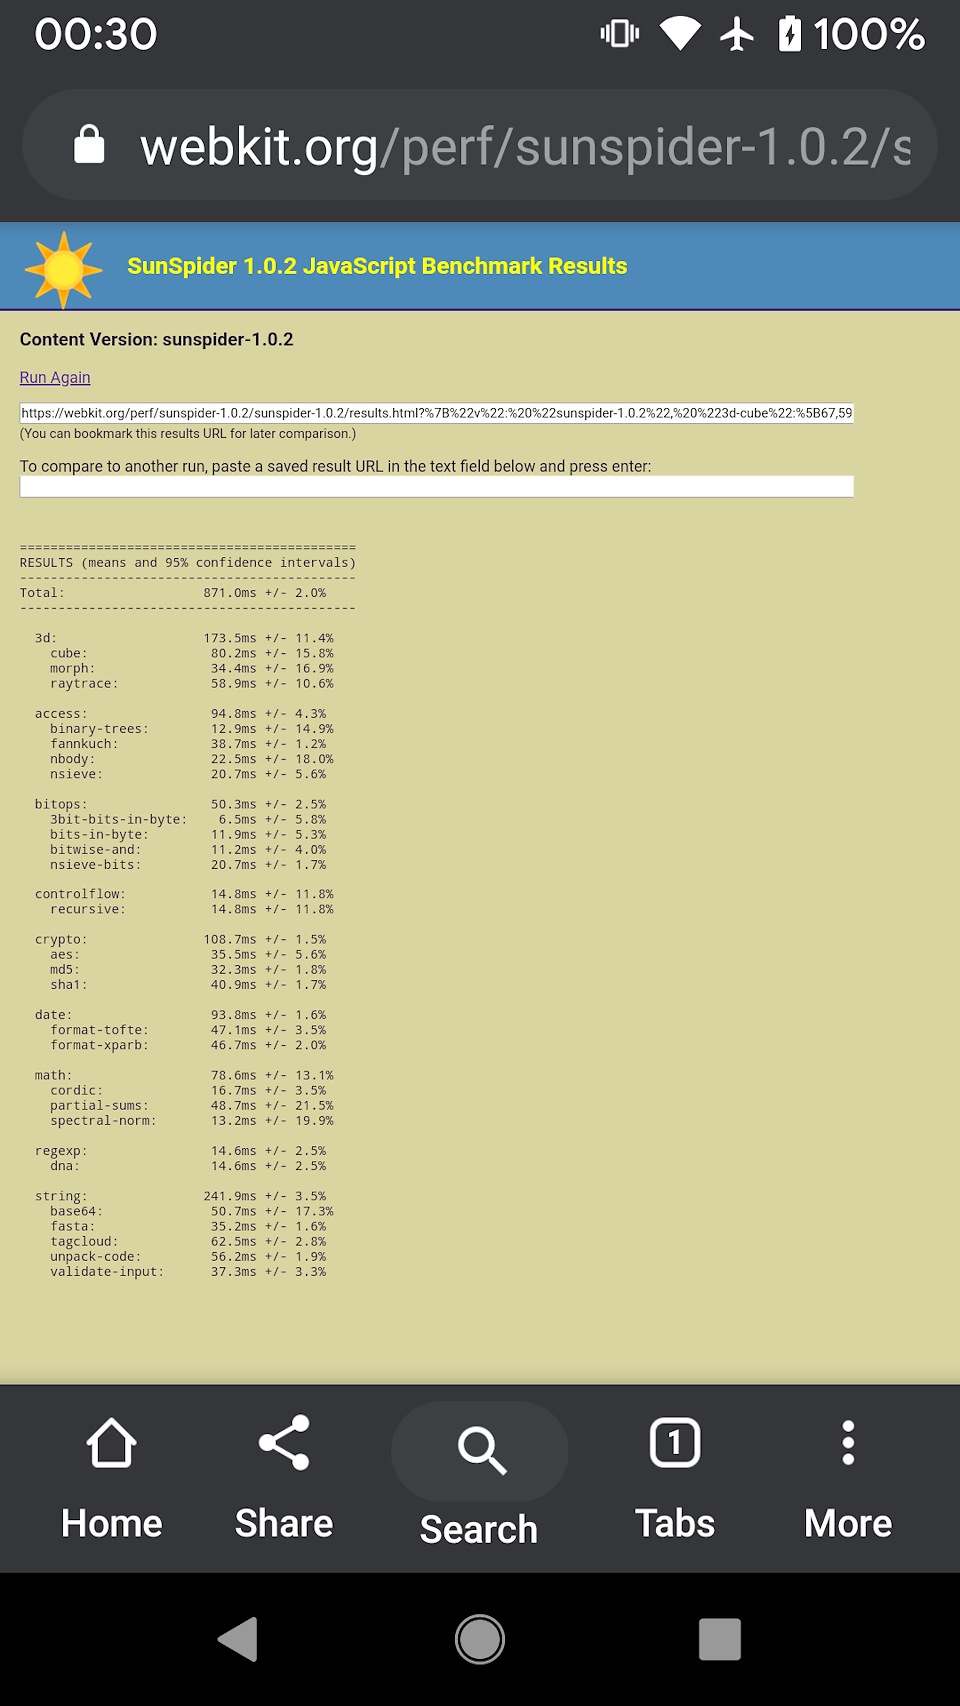 00:30
100%
webkit.org/perf/sunspider-1.0.2/s
SunSpider 1.0.2 JavaScript Benchmark Results
Content Version: sunspider-1.0.2
Run Again
https://webkit.org/perf/sunspider-1.0.2/sunspider-1.0.2/results.html?%7B%22v%22:%20%22sunspider-1.0.2%22,%20%223d-cube%22:%5B67,59
(You can bookmark this results URL for later comparison.)
To compare to another run, paste a saved result URL in the text field below and press enter:
============================================
RESULTS (means and 95% confidence intervals)
--------------------------------------------
Total:                  871.0ms +/- 2.0%
--------------------------------------------
  3d:                   173.5ms +/- 11.4%
    cube:                80.2ms +/- 15.8%
    morph:               34.4ms +/- 16.9%
    raytrace:            58.9ms +/- 10.6%
  access:                94.8ms +/- 4.3%
    binary-trees:        12.9ms +/- 14.9%
    fannkuch:            38.7ms +/- 1.2%
    nbody:               22.5ms +/- 18.0%
    nsieve:              20.7ms +/- 5.6%
  bitops:                50.3ms +/- 2.5%
    3bit-bits-in-byte:    6.5ms +/- 5.8%
    bits-in-byte:        11.9ms +/- 5.3%
    bitwise-and:         11.2ms +/- 4.0%
    nsieve-bits:         20.7ms +/- 1.7%
  controlflow:           14.8ms +/- 11.8%
    recursive:           14.8ms +/- 11.8%
  crypto:               108.7ms +/- 1.5%
    aes:                 35.5ms +/- 5.6%
    md5:                 32.3ms +/- 1.8%
    sha1:                40.9ms +/- 1.7%
  date:                  93.8ms +/- 1.6%
    format-tofte:        47.1ms +/- 3.5%
    format-xparb:        46.7ms +/- 2.0%
  math:                  78.6ms +/- 13.1%
    cordic:              16.7ms +/- 3.5%
    partial-sums:        48.7ms +/- 21.5%
    spectral-norm:       13.2ms +/- 19.9%
  regexp:                14.6ms +/- 2.5%
    dna:                 14.6ms +/- 2.5%
  string:               241.9ms +/- 3.5%
    base64:              50.7ms +/- 17.3%
    fasta:               35.2ms +/- 1.6%
    tagcloud:            62.5ms +/- 2.8%
    unpack-code:         56.2ms +/- 1.9%
    validate-input:      37.3ms +/- 3.3%
1
Home Share Search Tabs More